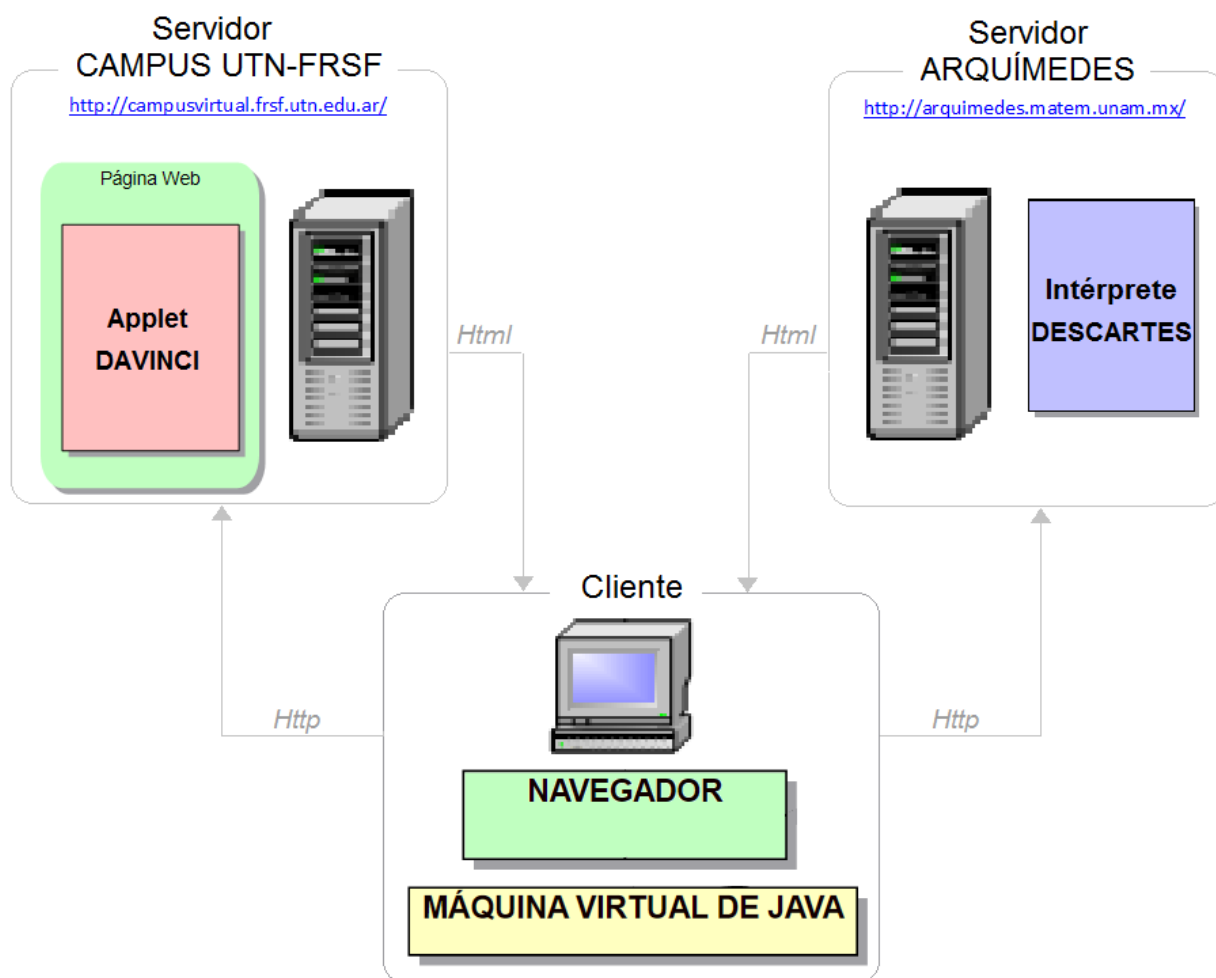 Servidor
CAMPUS UTN-FRSF
http://campusvirtual.frsf.utn.edu.ar/
Página Web
Applet
DAVINCI
Html
Servidor
ARQUÍMEDES
http://arquimedes.matem.unam.mx/
Intérprete
DESCARTES
Html
Cliente
Http
Http
NAVEGADOR
MÁQUINA VIRTUAL DE JAVA